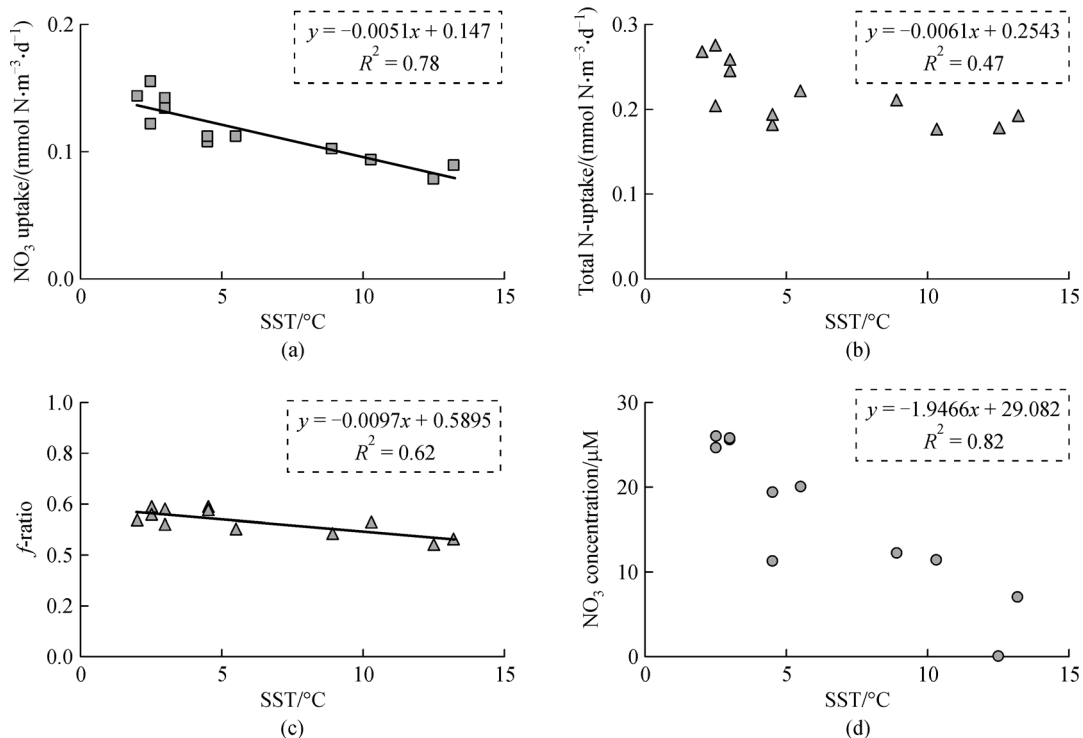 0.2
y = −0.0051x + 0.147
R² = 0.78
0.1
0.0
0 5 10 15
NO₃ uptake/(mmol N·m⁻³·d⁻¹)
SST/°C
(a)
0.3
y = −0.0061x + 0.2543
R² = 0.47
0.2
0.1
0.0
0 5 10 15
Total N-uptake/(mmol N·m⁻³·d⁻¹)
SST/°C
(b)
1.0
y = −0.0097x + 0.5895
R² = 0.62
0.8
0.6
0.5
0.2
0.0
0 5 10 15
f-ratio
SST/°C
(c)
30
y = −1.9466x + 29.082
R² = 0.82
20
10
0
0 5 10 15
NO₃ concentration/μM
SST/°C
(d)